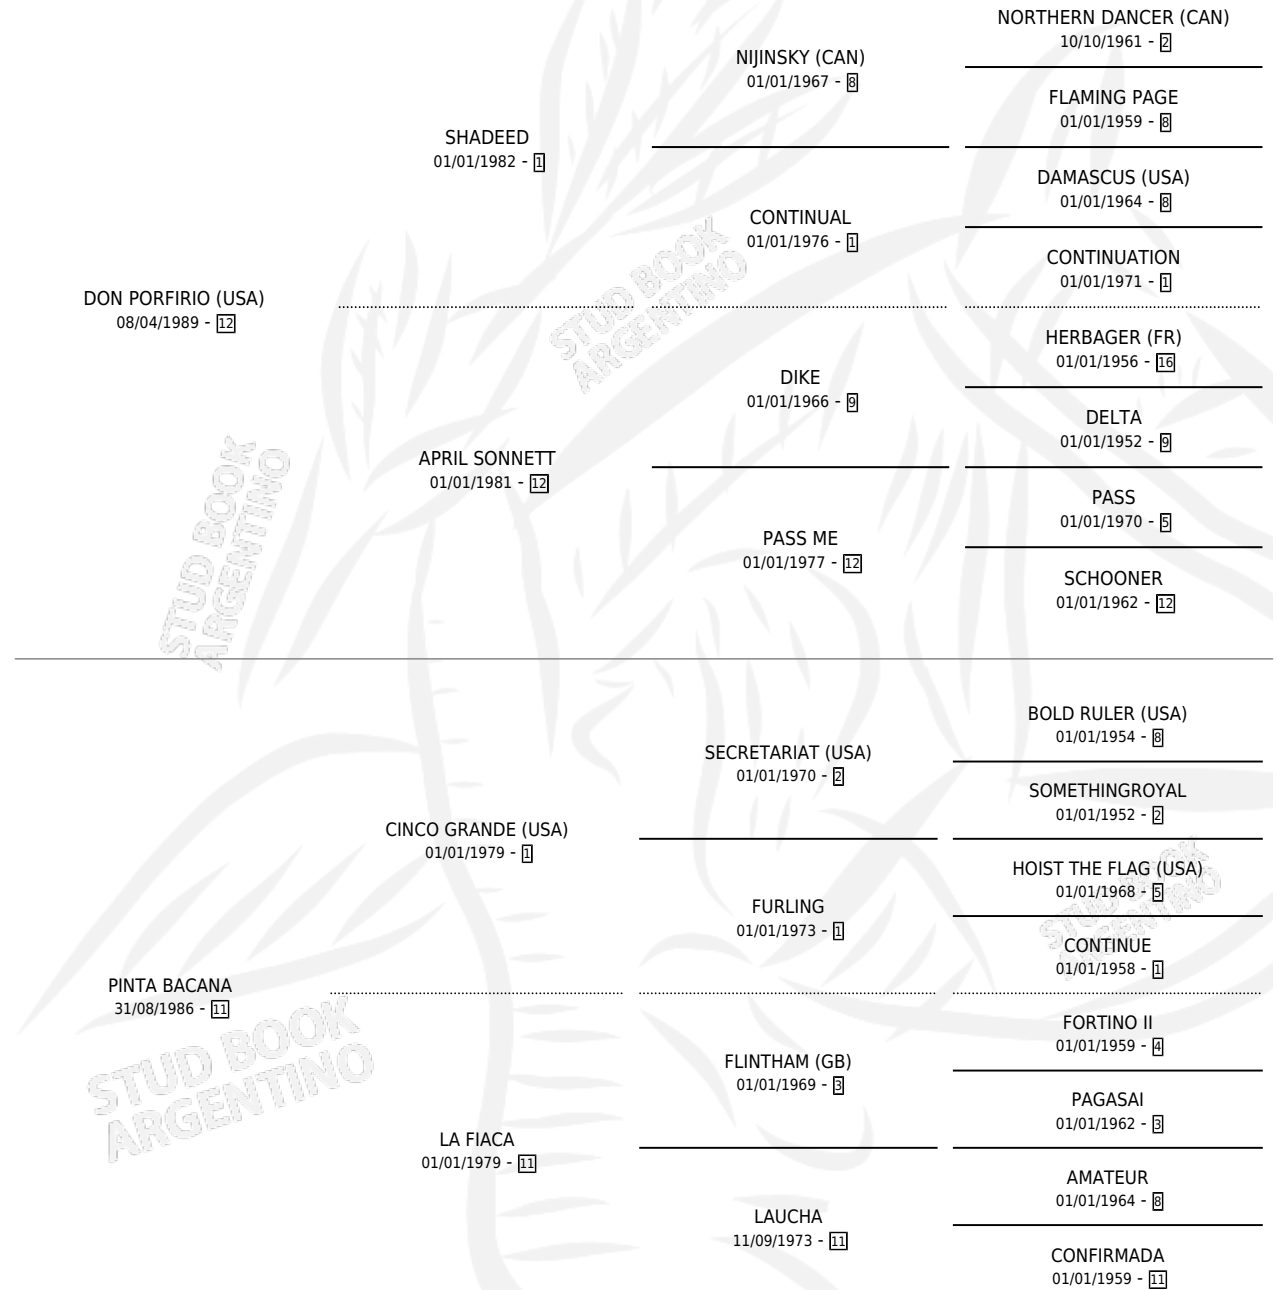 NORTHERN DANCER (CAN)
10/10/1961 - 2
NIJINSKY (CAN)
01/01/1967 - 8
FLAMING PAGE
01/01/1959 - 8
SHADEED
01/01/1982 - 1
DAMASCUS (USA)
01/01/1964 - 8
CONTINUAL
01/01/1976 - 1
CONTINUATION
01/01/1971 - 1
DON PORFIRIO (USA)
08/04/1989 - 12
HERBAGER (FR)
01/01/1956 - 16
DIKE
01/01/1966 - 9
DELTA
01/01/1952 - 9
APRIL SONNETT
01/01/1981 - 12
PASS
01/01/1970 - 5
PASS ME
01/01/1977 - 12
SCHOONER
01/01/1962 - 12
BOLD RULER (USA)
01/01/1954 - 8
SECRETARIAT (USA)
01/01/1970 - 2
SOMETHINGROYAL
01/01/1952 - 2
CINCO GRANDE (USA)
01/01/1979 - 1
HOIST THE FLAG (USA)
01/01/1968 - 5
FURLING
01/01/1973 - 1
CONTINUE
01/01/1958 - 1
PINTA BACANA
31/08/1986 - 11
FORTINO II
01/01/1959 - 4
FLINTHAM (GB)
01/01/1969 - 3
PAGASAI
01/01/1962 - 3
LA FIACA
01/01/1979 - 11
AMATEUR
01/01/1964 - 8
LAUCHA
11/09/1973 - 11
CONFIRMADA
01/01/1959 - 11
STUD BOOK
ARGENTINO
STUD BOOK
ARGENTINO
STUD BOOK
ARGENTINO
STUD BOOK
ARGENTINO